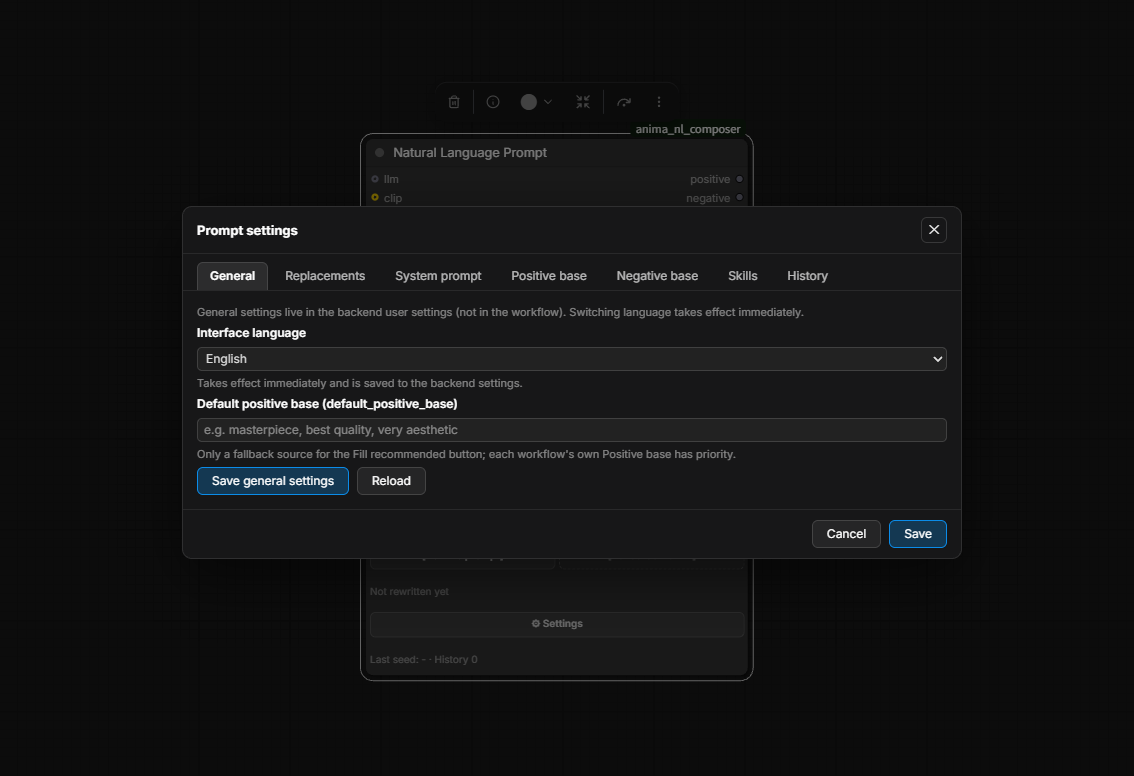 anima_nl_composer
Natural Language Prompt
llm
positive
clip
negative
Prompt settings
General
Replacements
System prompt
Positive base
Negative base
Skills
History
General settings live in the backend user settings (not in the workflow). Switching language takes effect immediately.
Interface language
English
Takes effect immediately and is saved to the backend settings.
Default positive base (default_positive_base)
e.g. masterpiece, best quality, very aesthetic
Only a fallback source for the Fill recommended button; each workflow's own Positive base has priority.
Save general settings
Reload
Cancel
Save
Not rewritten yet
⚙ Settings
Last seed: - · History 0